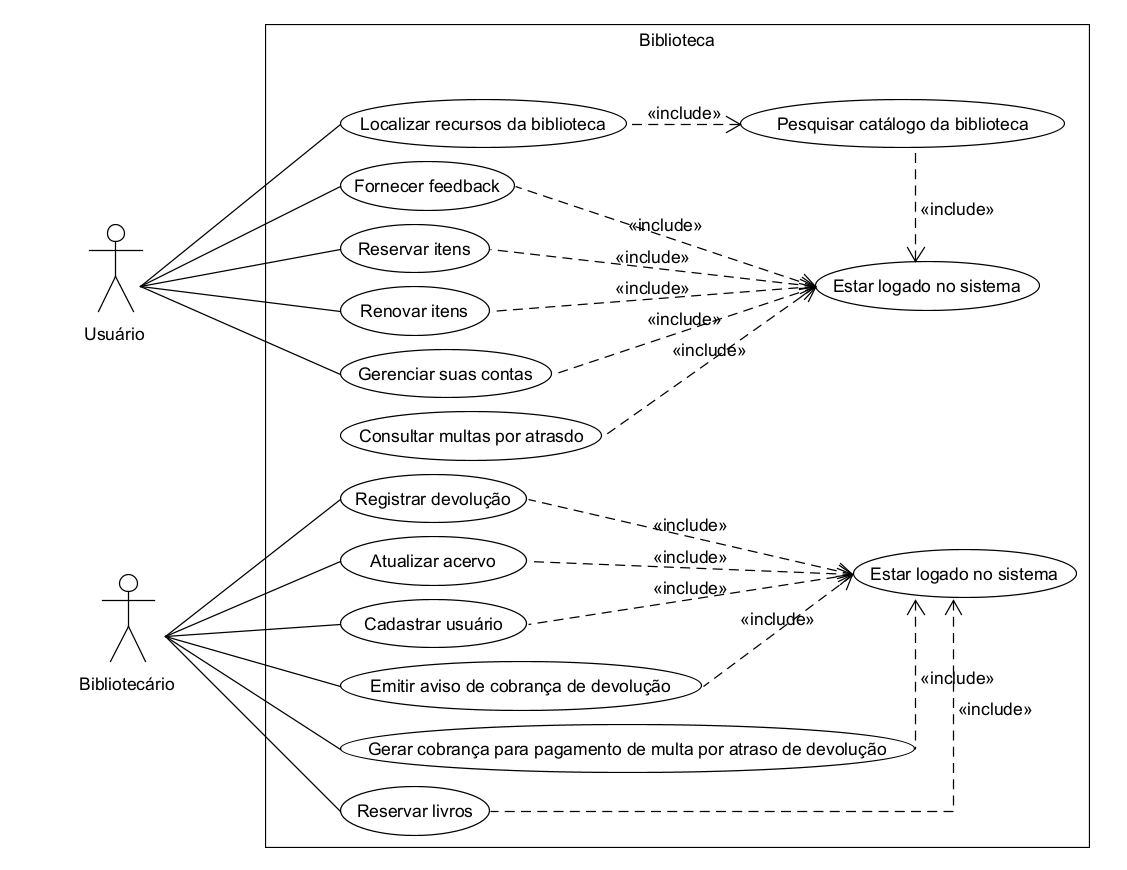 Biblioteca
Localizar recursos da biblioteca
«include»
Pesquisar catálogo da biblioteca
Fornecer feedback
«include»
«include»
Reservar itens
«include»
Estar logado no sistema
Renovar itens
«include»
Usuário
«include»
Gerenciar suas contas
«include»
Consultar multas por atrasdo
Registrar devolução
«include»
Atualizar acervo
«include»
Estar logado no sistema
Cadastrar usuário
«include»
«include»
Bibliotecário
Emitir aviso de cobrança de devolução
«include»
«include»
Gerar cobrança para pagamento de multa por atraso de devolução
Reservar livros